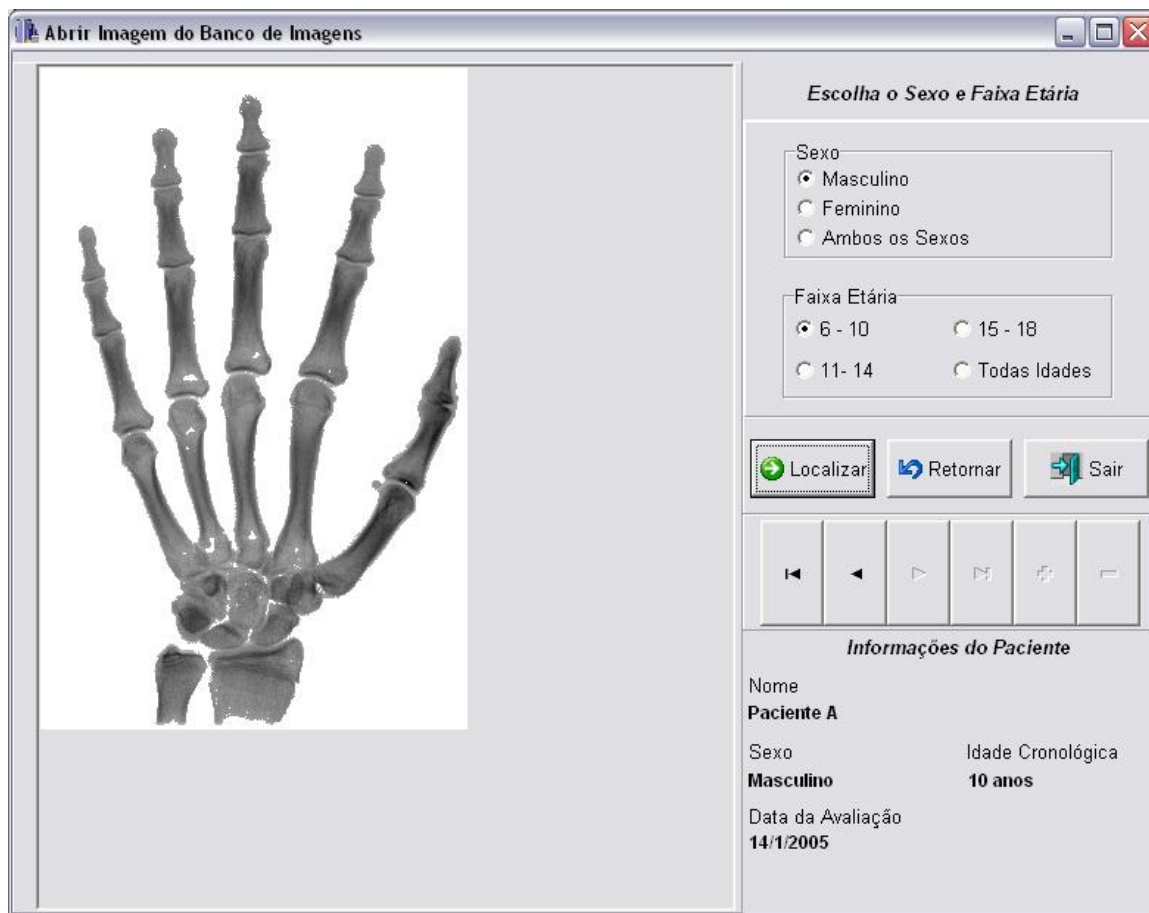 Abrir Imagem do Banco de Imagens
Escolha o Sexo e Faixa Etária
Sexo
Masculino
Feminino
Ambos os Sexos
Faixa Etária
6 - 10
15 - 18
11- 14
Todas Idades
Localizar
Retornar
Sair
Informações do Paciente
Nome
Paciente A
Sexo
Idade Cronológica
Masculino
10 anos
Data da Avaliação
14/1/2005